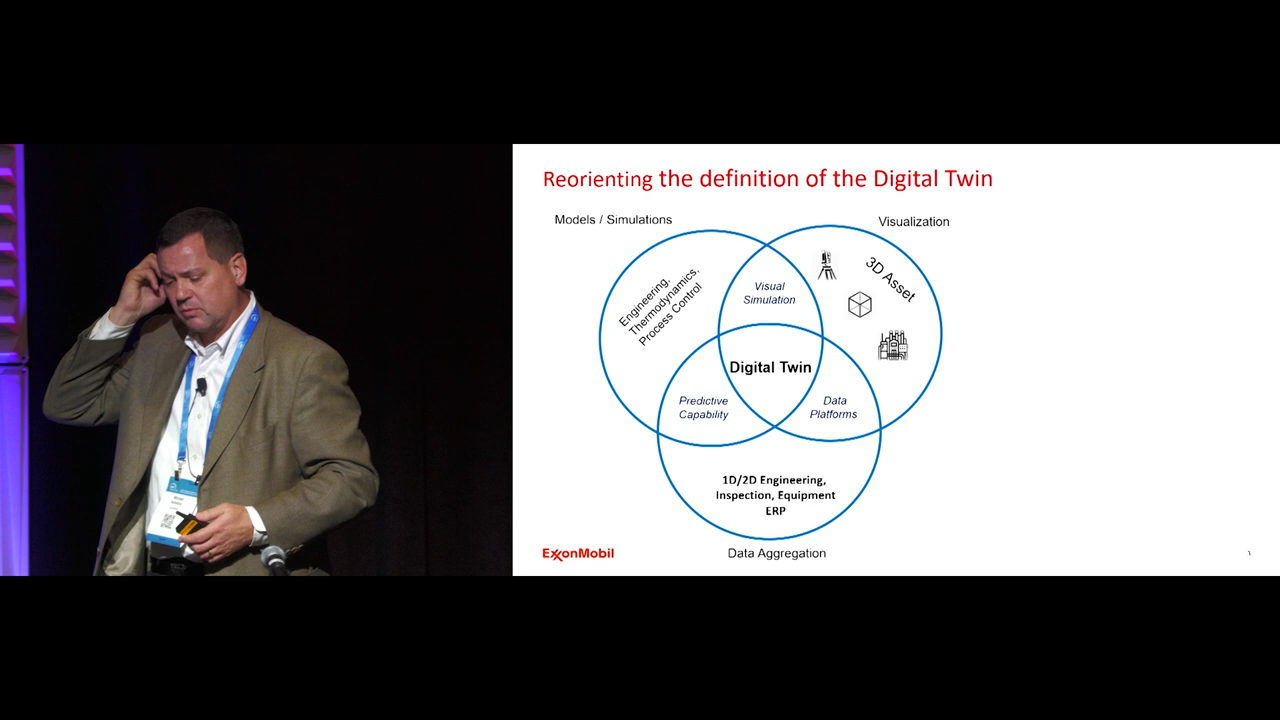 Reorienting the definition of the Digital Twin
Models / Simulations
Visualization
Engineering,
Thermodynamics,
Process Control
Visual
Simulation
3D Asset
Digital Twin
Predictive
Capability
Data
Platforms
1D/2D Engineering,
Inspection, Equipment
ERP
ExxonMobil
Data Aggregation